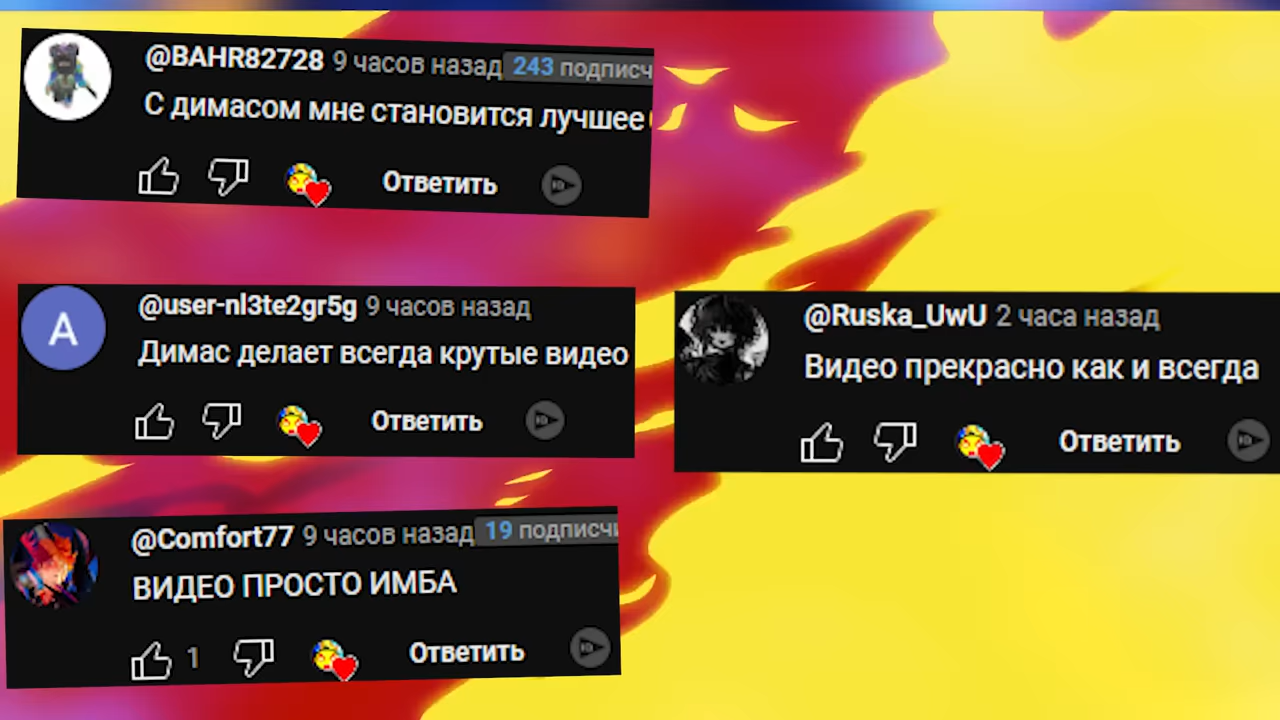 @BAHR82728 9 часов назад 243 подписч
С димасом мне становится лучшее
Ответить
@user-nl3te2gr5g 9 часов назад
А
Димас делает всегда крутые видео
Ответить
@Ruska_UwU 2 часа назад
Видео прекрасно как и всегда
Ответить
@Comfort77 9 часов назад 19 подписчи
ВИДЕО ПРОСТО ИМБА
1 Ответить